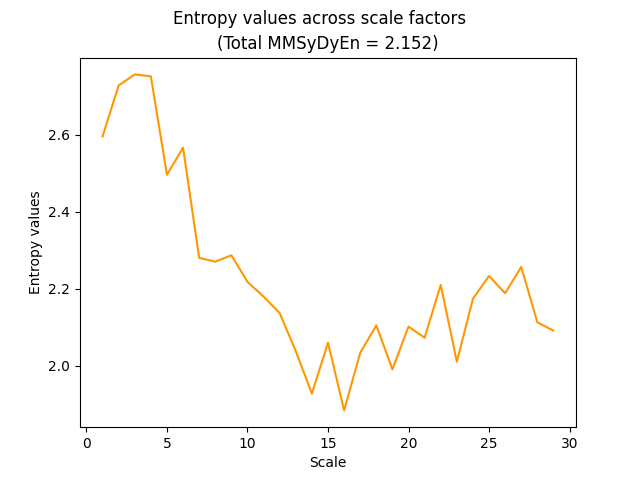 Entropy values across scale factors
(Total MMSyDyEn = 2.152)
Entropy values
2.6
2.4
2.2
2.0
0 5 10 15 20 25 30
Scale